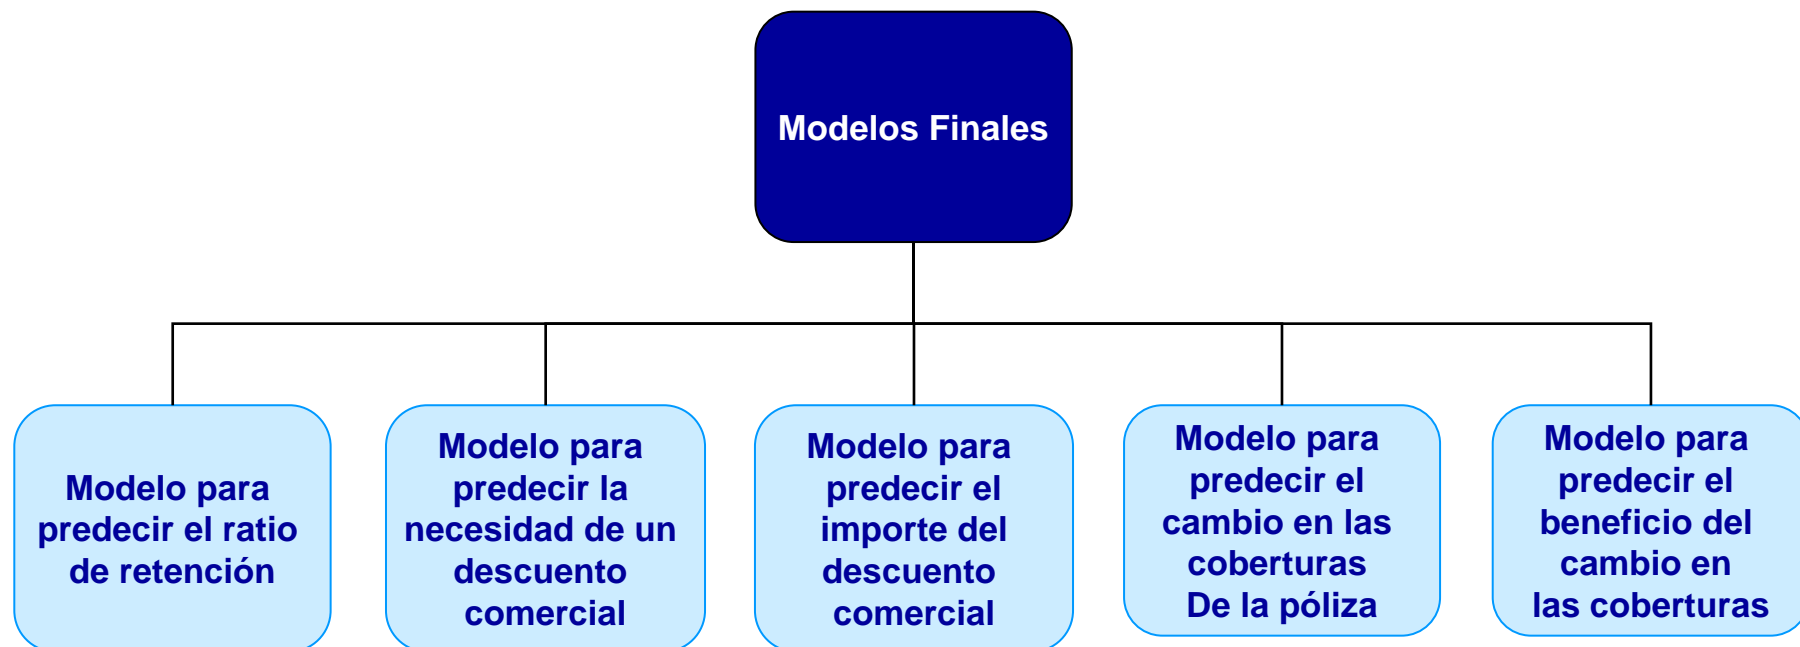 Modelos Finales
Modelo para
predecir el ratio
de retención
Modelo para
predecir la
necesidad de un
descuento
comercial
Modelo para
predecir el
importe del
descuento
comercial
Modelo para
predecir el
cambio en las
coberturas
De la póliza
Modelo para
predecir el
beneficio del
cambio en
las coberturas